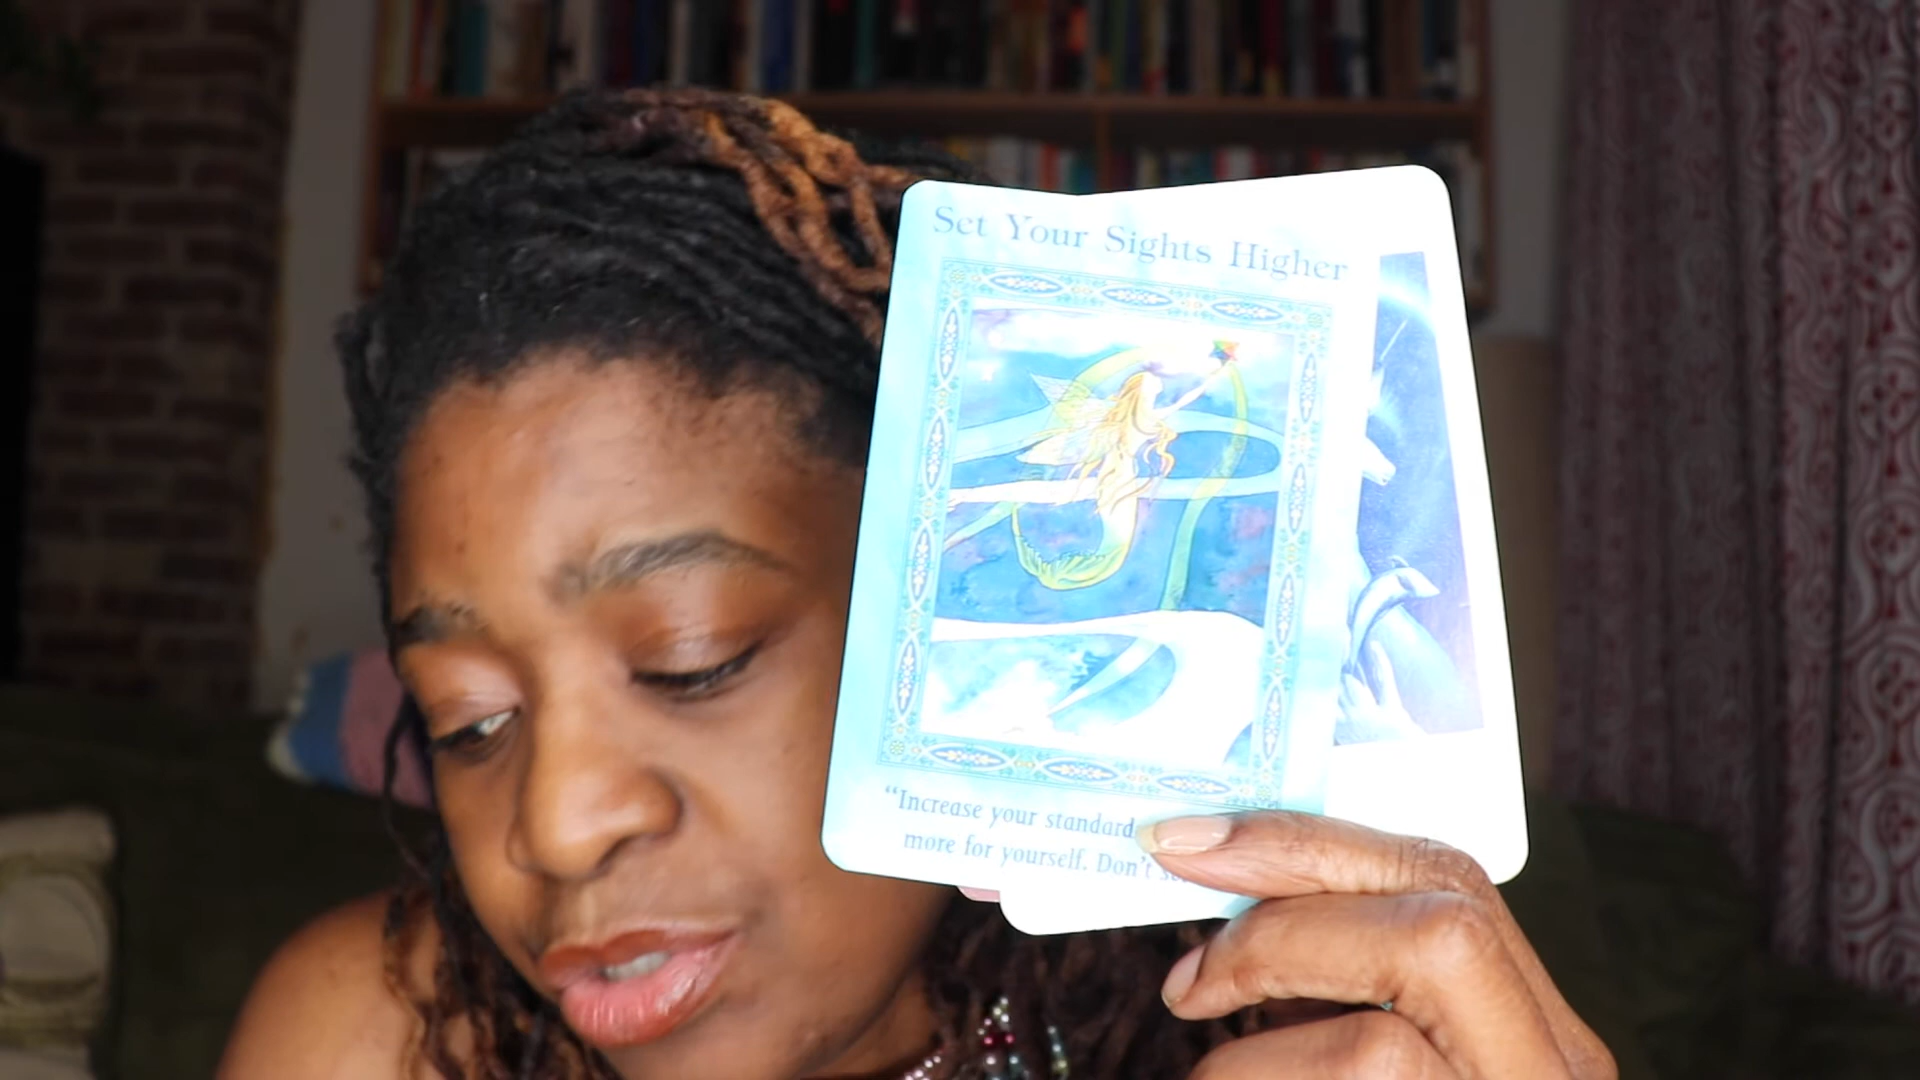 Set Your Sights Higher
“Increase your standard
more for yourself. Don’t